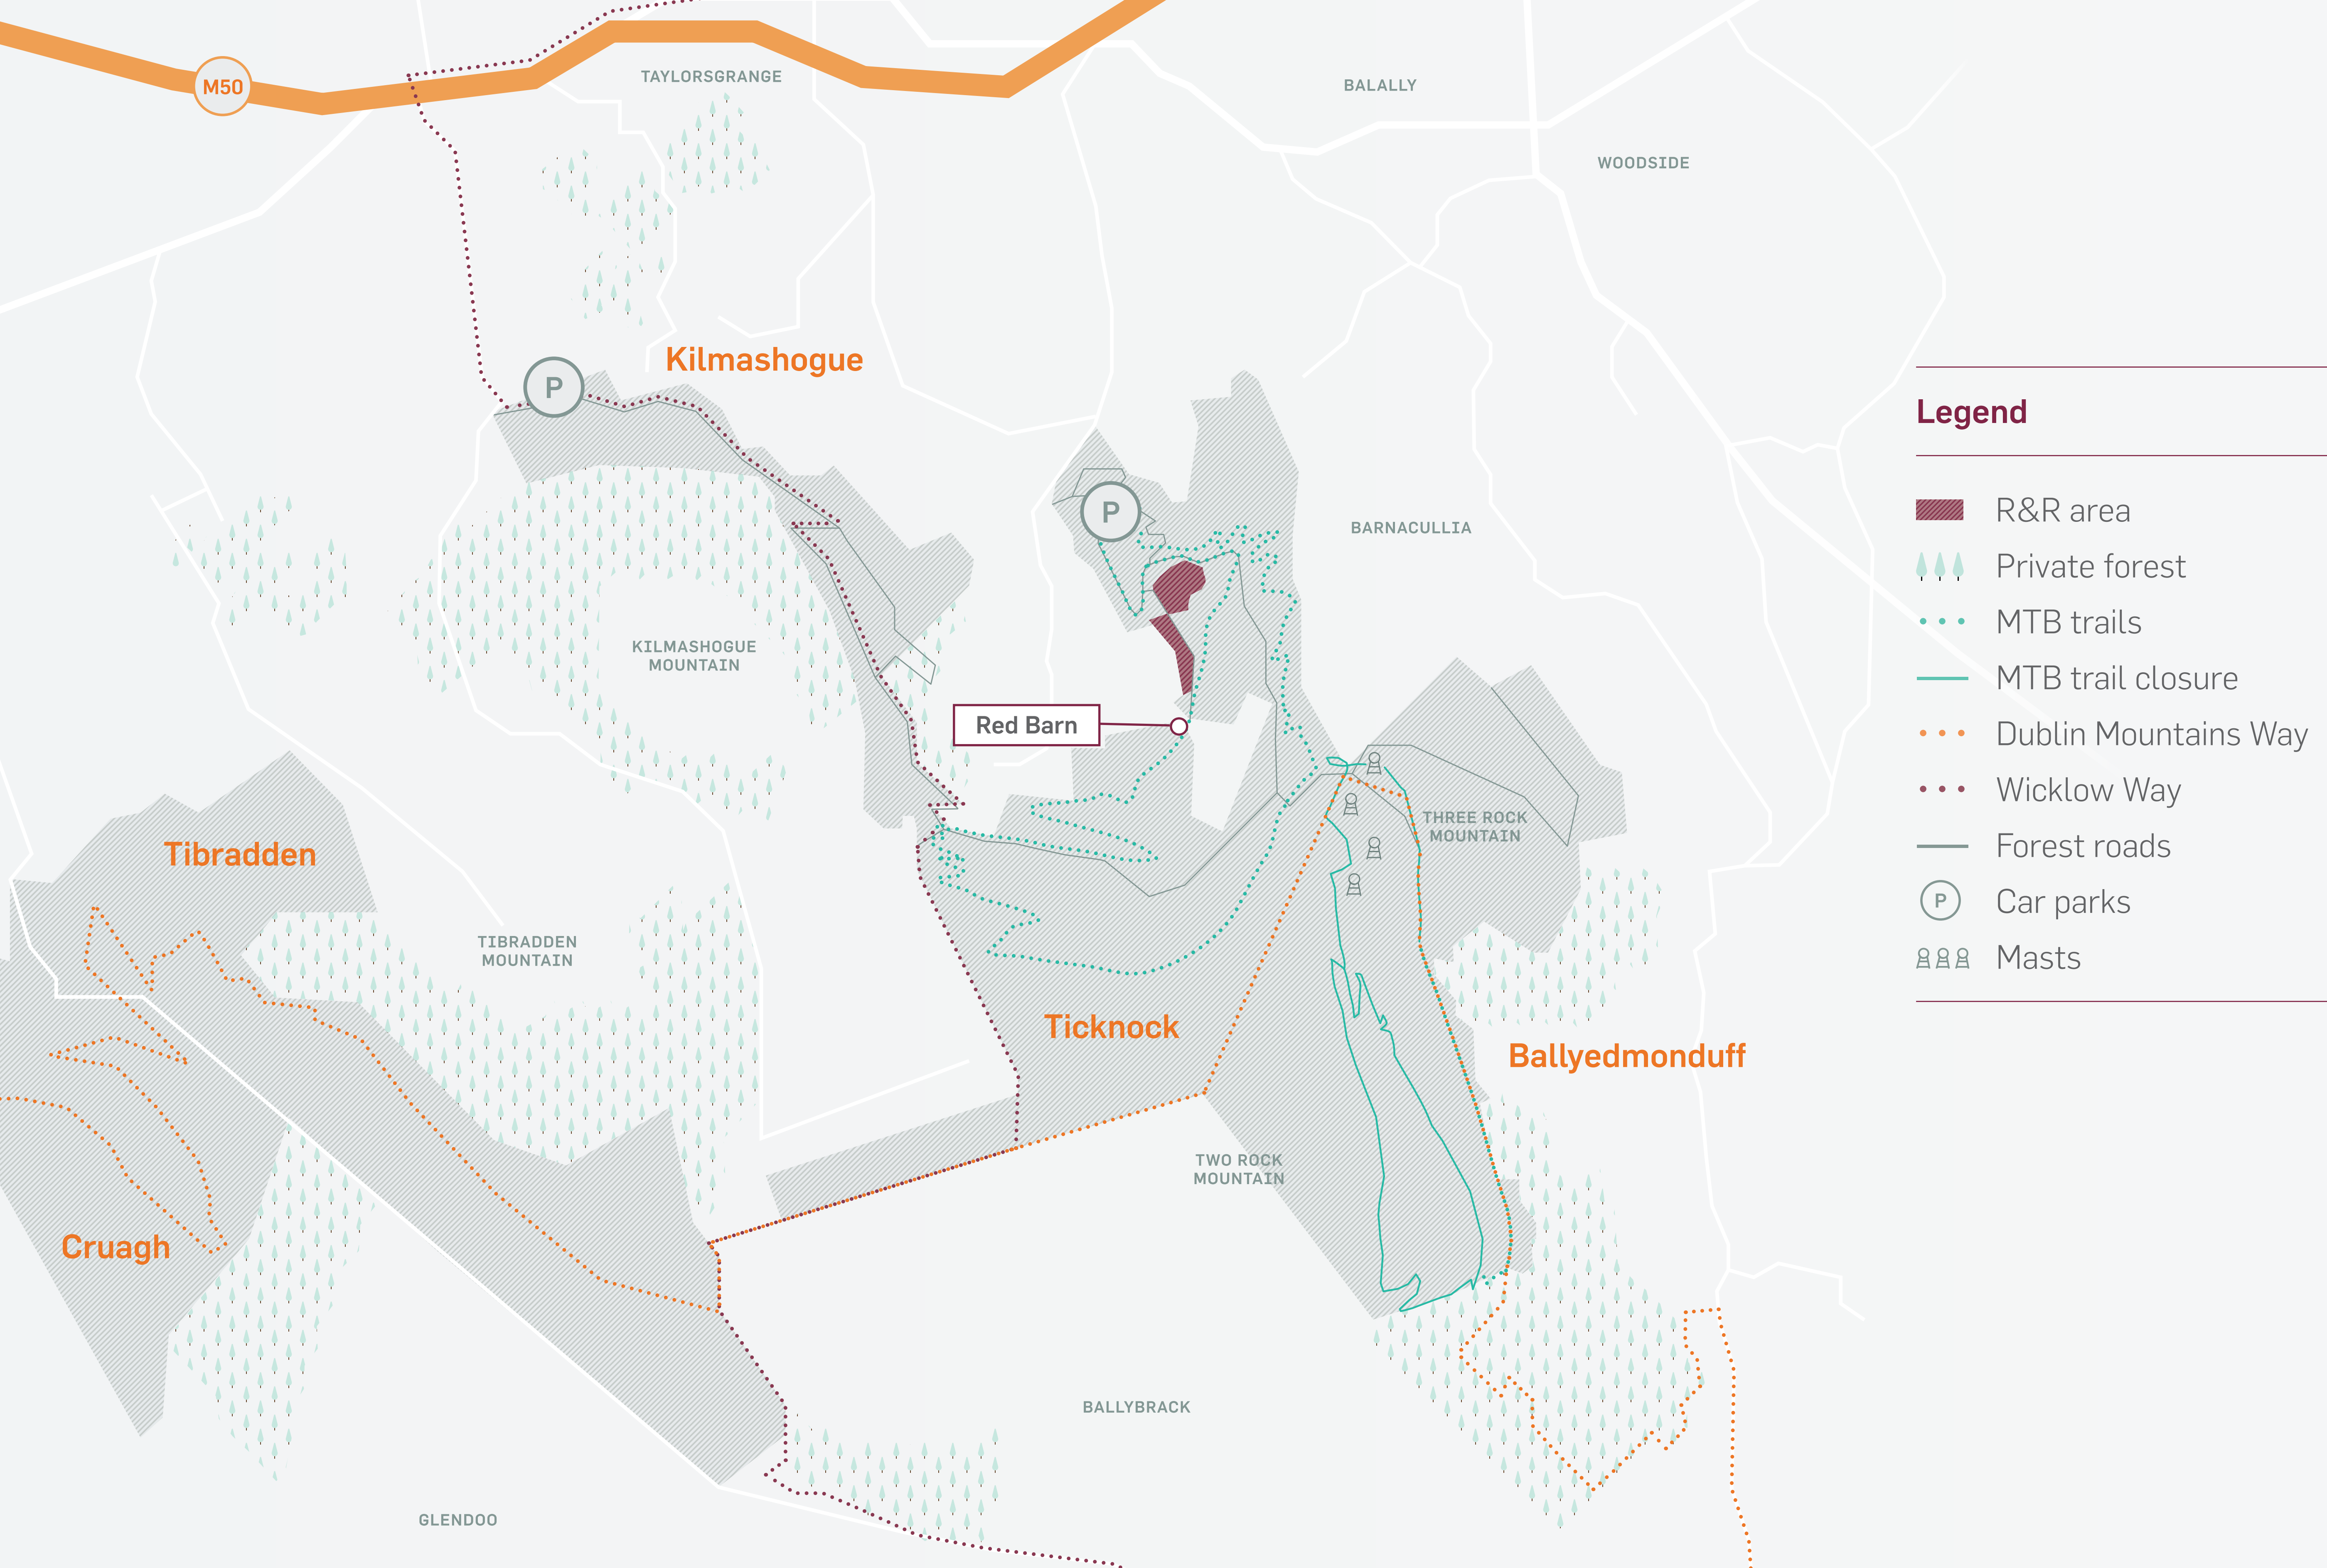 M50
TAYLORSGRANGE
BALALLY
WOODSIDE
Kilmashogue
P
P
BARNACULLIA
KILMASHOGUE
MOUNTAIN
Red Barn
THREE ROCK
MOUNTAIN
Tibradden
TIBRADDEN
MOUNTAIN
Ticknock
Ballyedmonduff
TWO ROCK
MOUNTAIN
Cruagh
BALLYBRACK
GLENDOO
Legend
R&R area
Private forest
MTB trails
MTB trail closure
Dublin Mountains Way
Wicklow Way
Forest roads
P Car parks
Masts